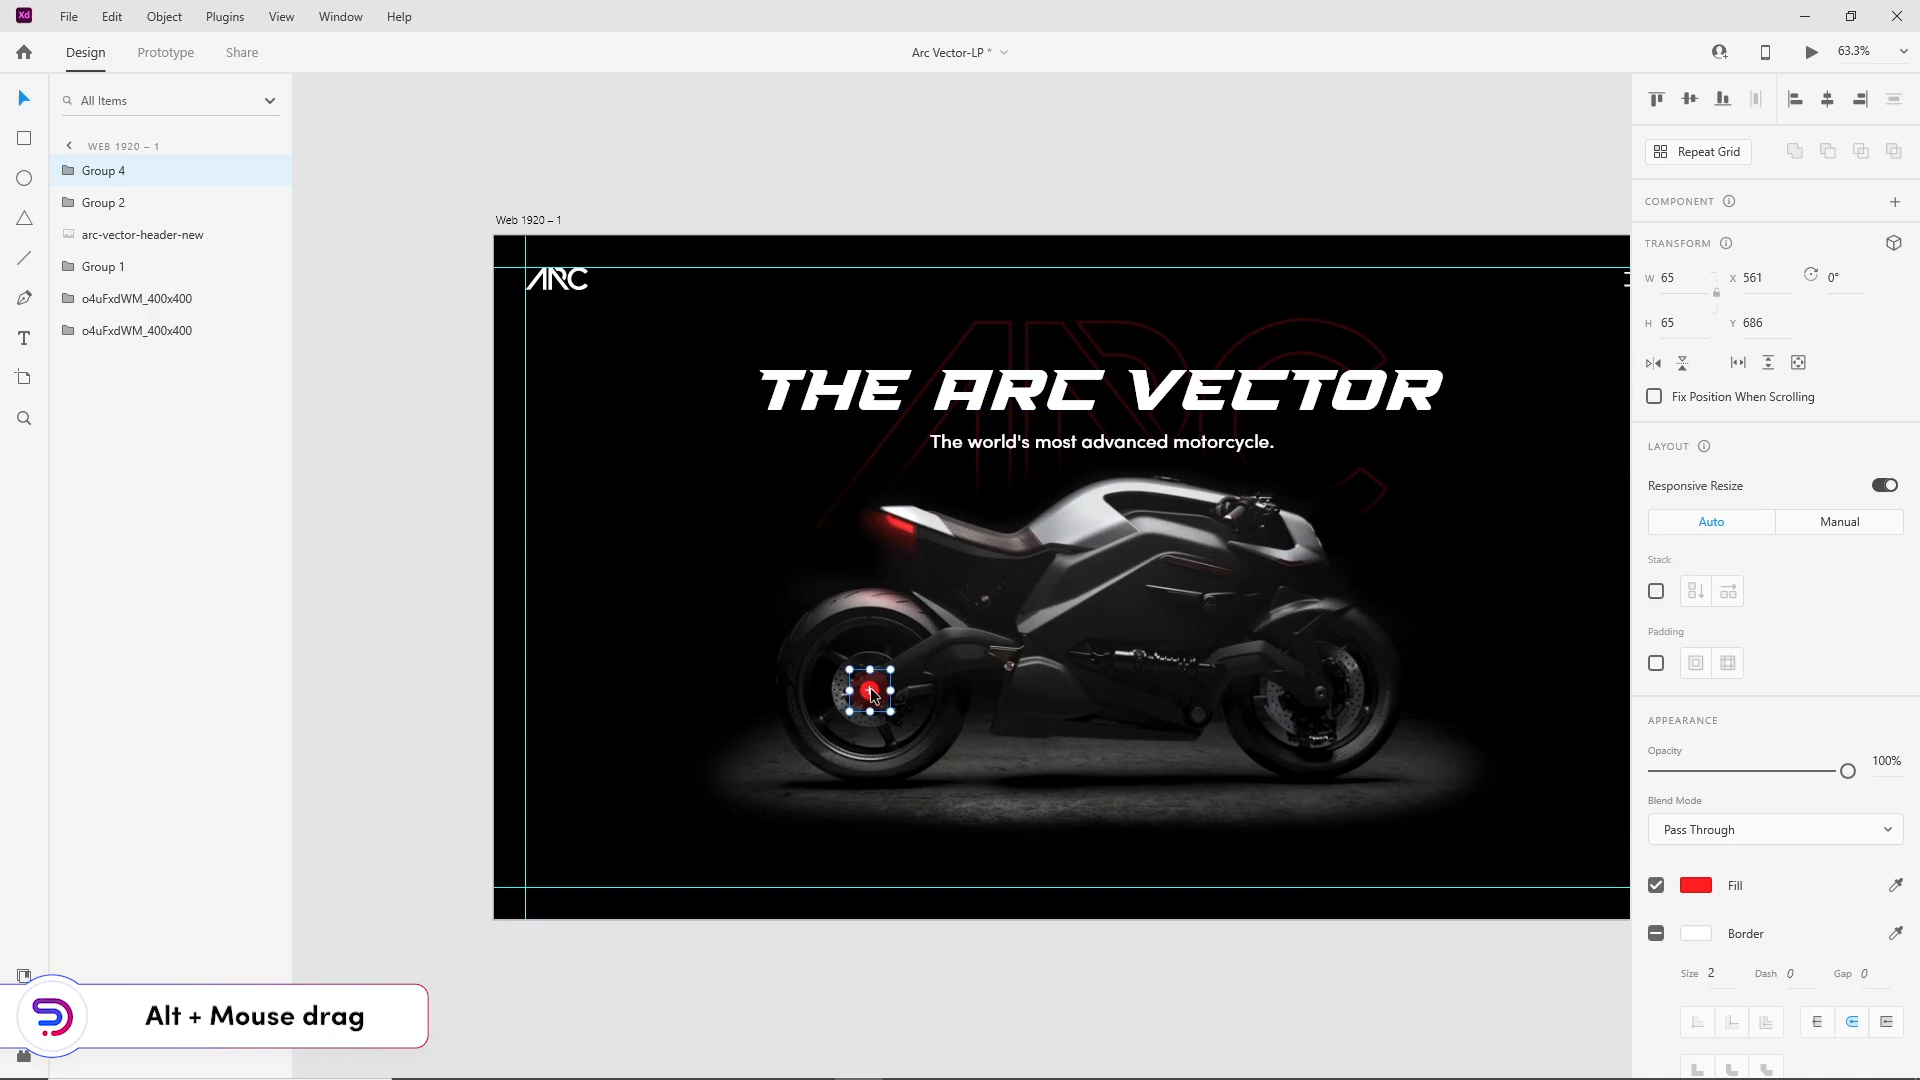 Xd
File Edit Object Plugins View Window Help
Design Prototype Share
Arc Vector-LP *
63.3%
All Items
WEB 1920 – 1
Group 4
Group 2
arc-vector-header-new
Group 1
o4uFxdWM_400x400
o4uFxdWM_400x400
Web 1920 – 1
ARC
ARC
THE ARC VECTOR
The world's most advanced motorcycle.
Repeat Grid
COMPONENT
TRANSFORM
W 65 X 561 0°
H 65 Y 686
Fix Position When Scrolling
LAYOUT
Responsive Resize
Auto Manual
Stack
Padding
APPEARANCE
Opacity
100%
Blend Mode
Pass Through
Fill
Border
Size 2 Dash 0 Gap 0
Alt + Mouse drag